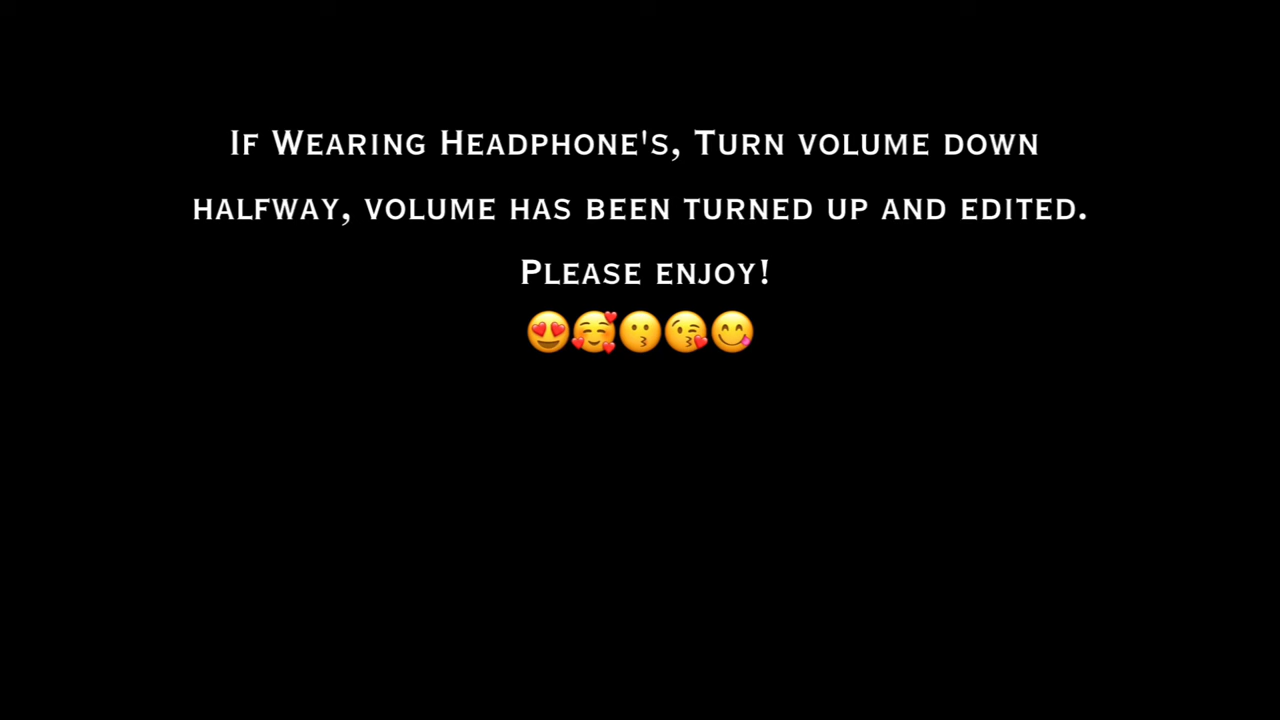 If Wearing Headphone's, Turn volume down
halfway, volume has been turned up and edited.
Please enjoy!
😍🥰😗😘😋